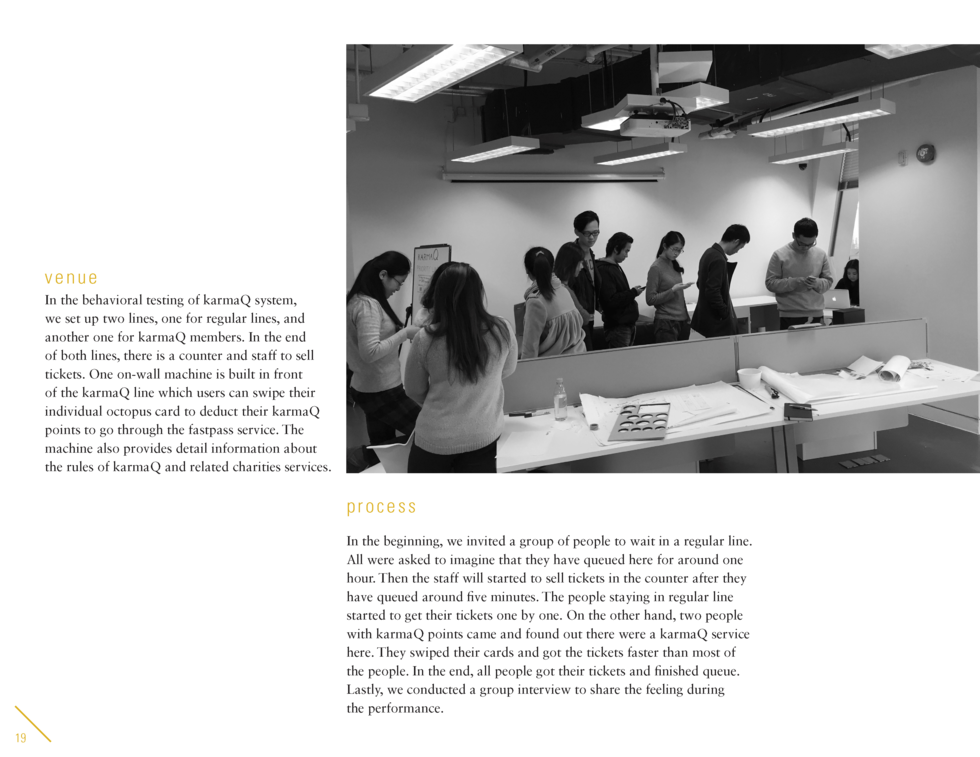 venue
In the behavioral testing of karmaQ system,
we set up two lines, one for regular lines, and
another one for karmaQ members. In the end
of both lines, there is a counter and staff to sell
tickets. One on-wall machine is built in front
of the karmaQ line which users can swipe their
individual octopus card to deduct their karmaQ
points to go through the fastpass service. The
machine also provides detail information about
the rules of karmaQ and related charities services.
KARMAQ
process
In the beginning, we invited a group of people to wait in a regular line.
All were asked to imagine that they have queued here for around one
hour. Then the staff will started to sell tickets in the counter after they
have queued around five minutes. The people staying in regular line
started to get their tickets one by one. On the other hand, two people
with karmaQ points came and found out there were a karmaQ service
here. They swiped their cards and got the tickets faster than most of
the people. In the end, all people got their tickets and finished queue.
Lastly, we conducted a group interview to share the feeling during
the performance.
19